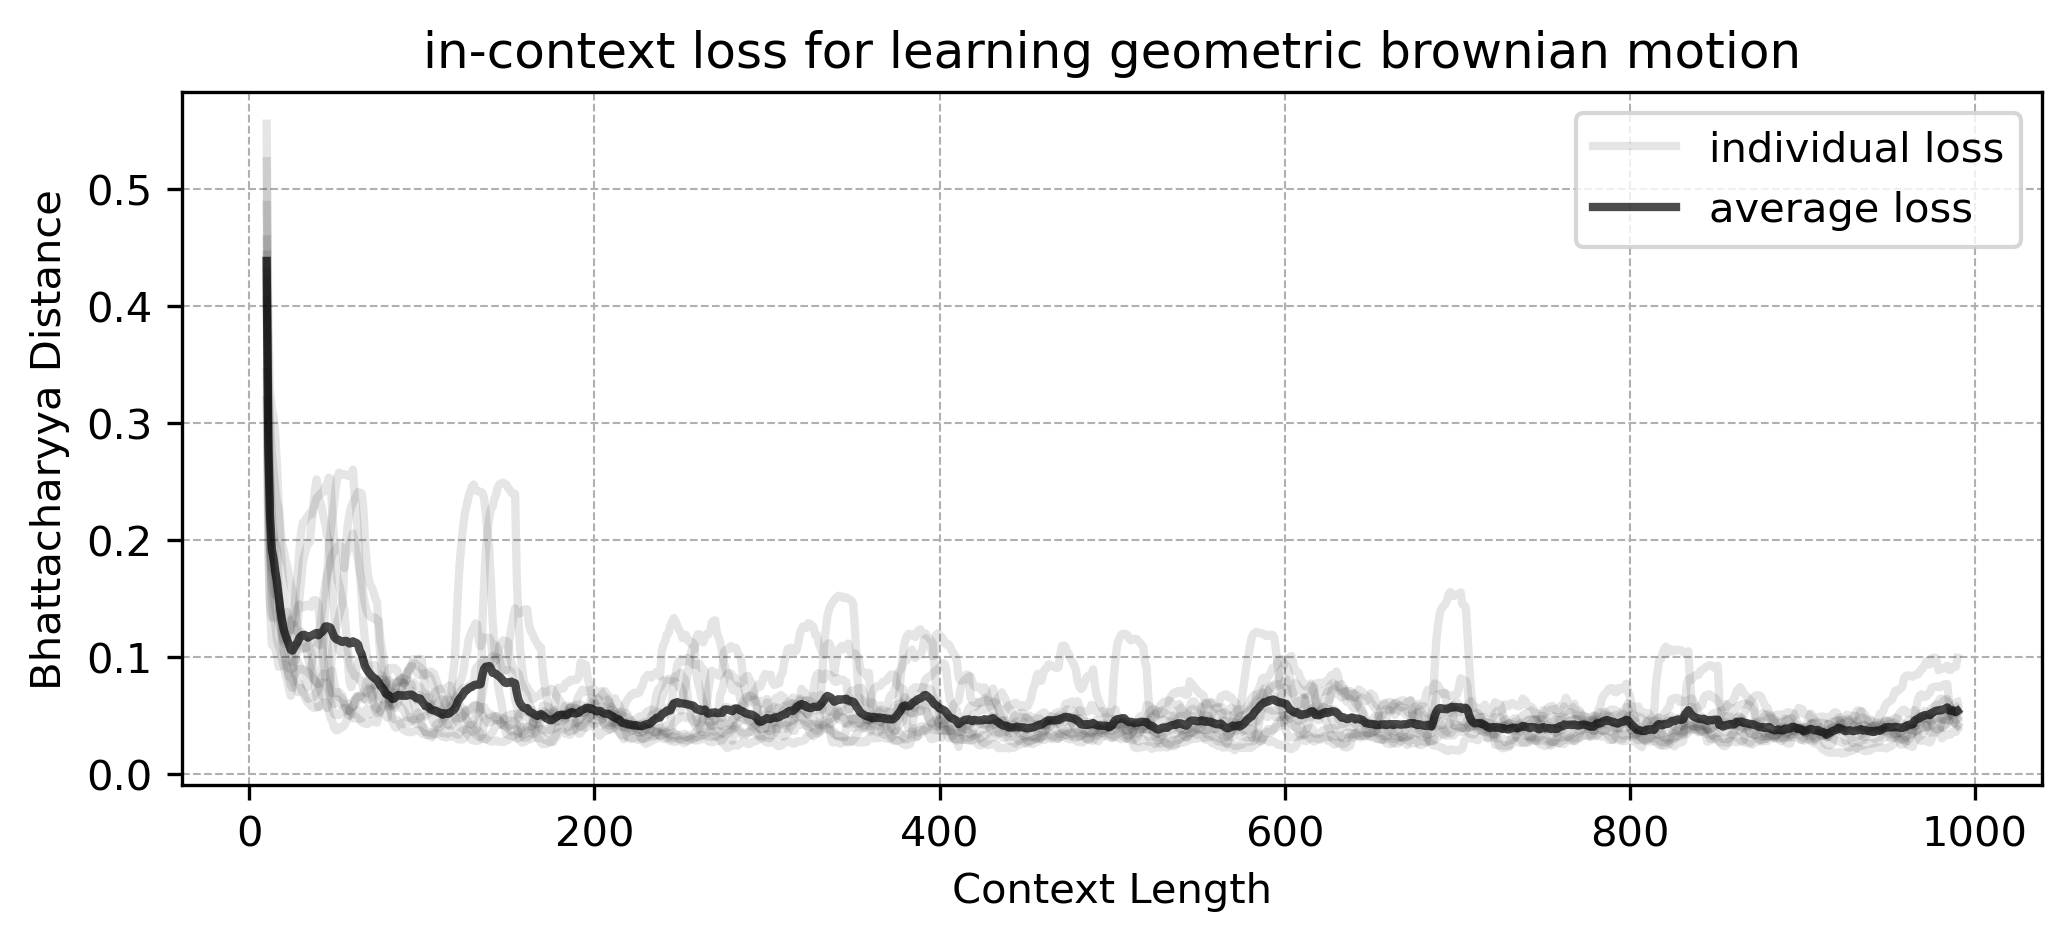 in-context loss for learning geometric brownian motion
individual loss
average loss
Bhattacharyya Distance
0.5
0.4
0.3
0.2
0.1
0.0
0 200 400 600 800 1000
Context Length